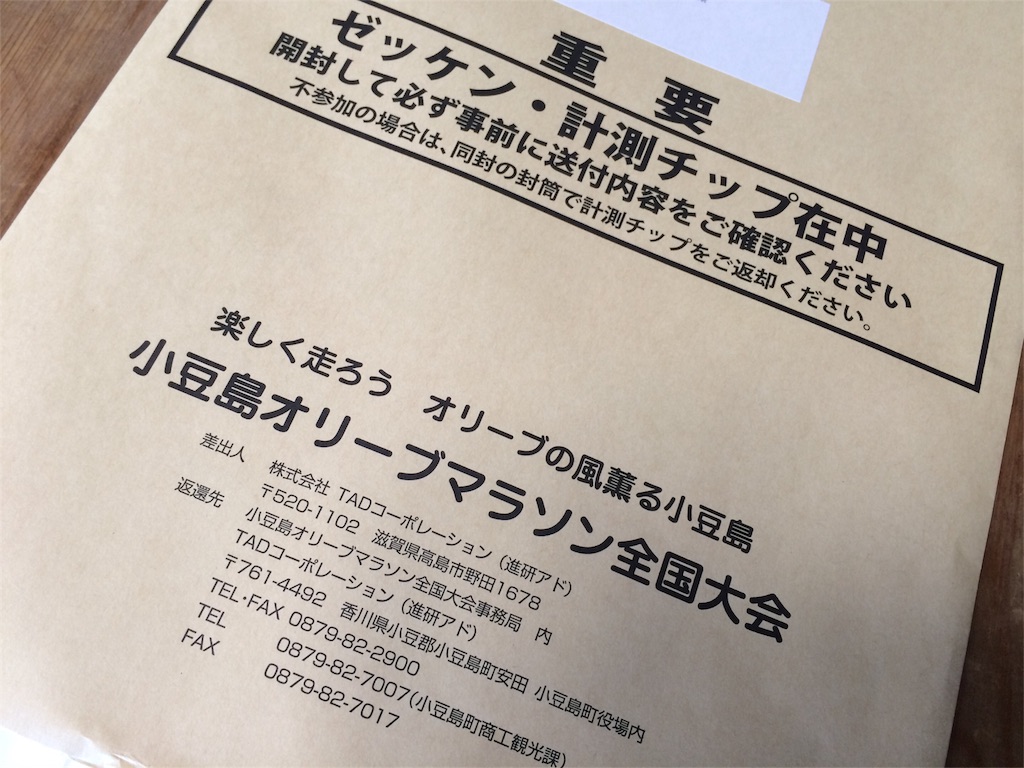 重 要
ゼッケン・計測チップ在中
開封して必ず事前に送付内容をご確認ください
不参加の場合は、同封の封筒で計測チップをご返却ください。
楽しく走ろう オリーブの風薫る小豆島
小豆島オリーブマラソン全国大会
差出人 株式会社 TADコーポレーション（進研アド）
〒520-1102 滋賀県高島市野田1678
返還先 小豆島オリーブマラソン全国大会事務局 内
TADコーポレーション（進研アド）
〒761-4492 香川県小豆郡小豆島町安田 小豆島町役場内
TEL・FAX 0879-82-2900
TEL 0879-82-7007（小豆島町商工観光課）
FAX 0879-82-7017